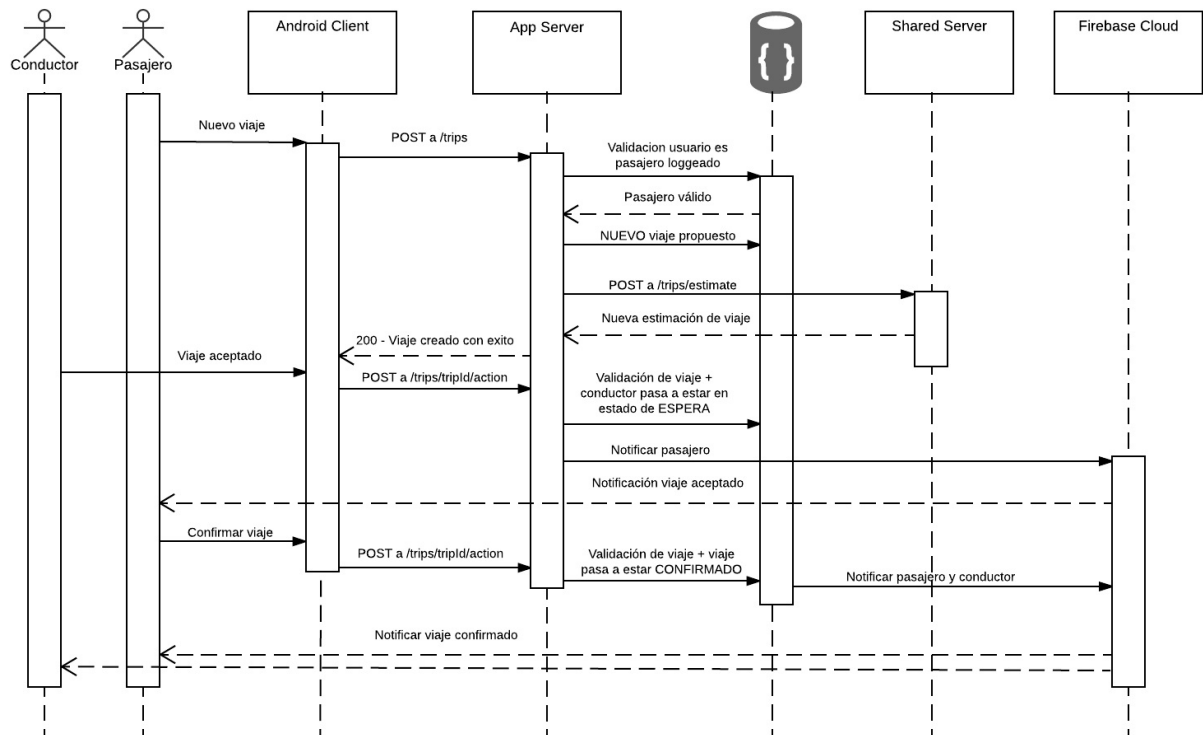 Android Client
App Server
{ }
Shared Server
Firebase Cloud
Conductor
Pasajero
Nuevo viaje
POST a /trips
Validacion usuario es
pasajero loggeado
Pasajero válido
NUEVO viaje propuesto
POST a /trips/estimate
Nueva estimación de viaje
200 - Viaje creado con exito
Viaje aceptado
POST a /trips/tripId/action
Validación de viaje +
conductor pasa a estar en
estado de ESPERA
Notificar pasajero
Notificación viaje aceptado
Confirmar viaje
POST a /trips/tripId/action
Validación de viaje + viaje
pasa a estar CONFIRMADO
Notificar pasajero y conductor
Notificar viaje confirmado